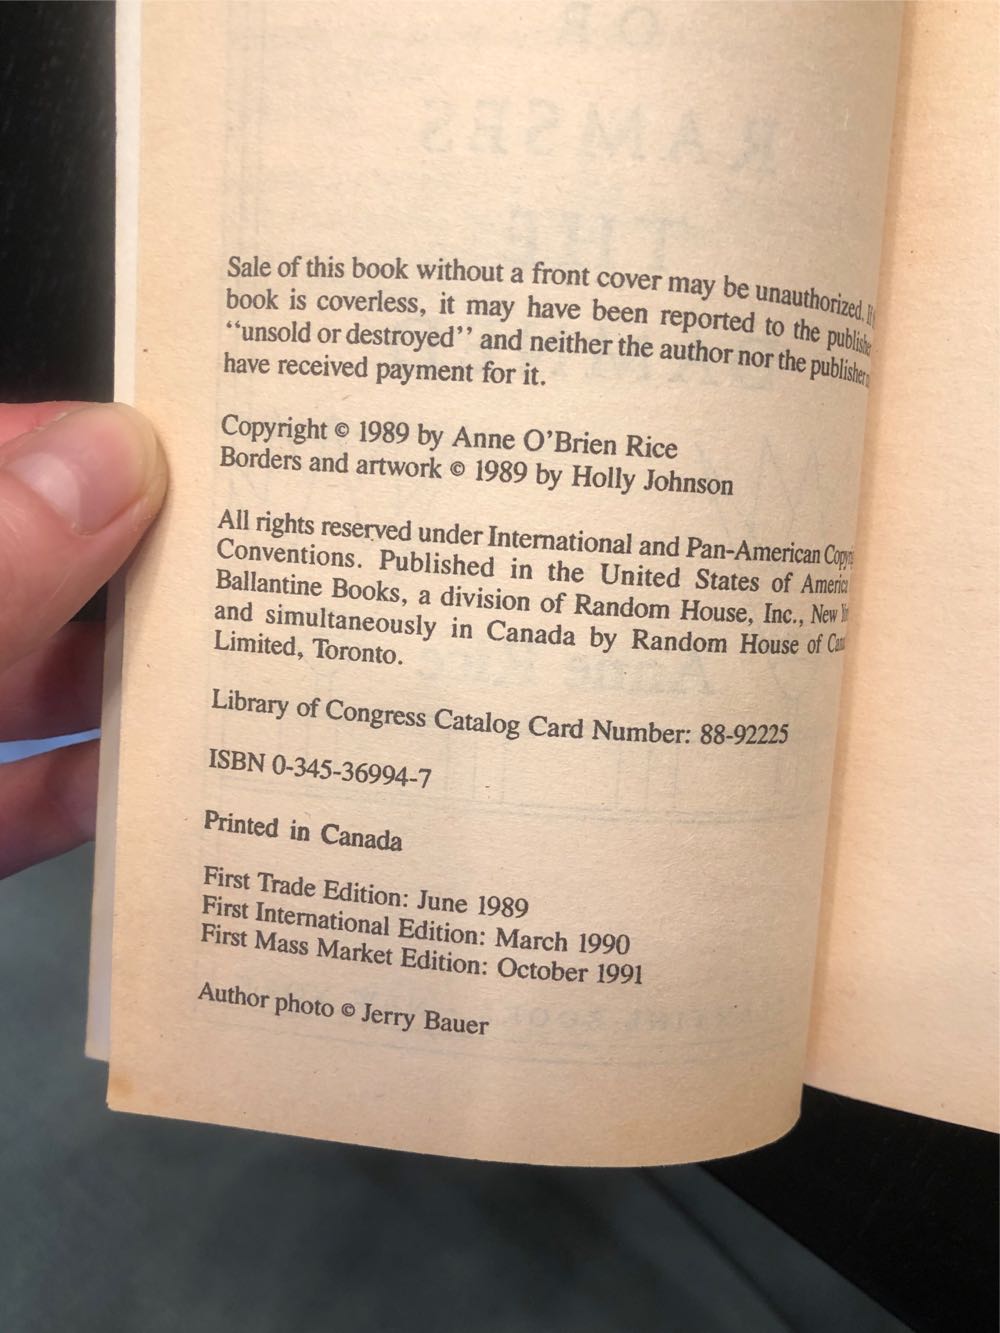 Sale of this book without a front cover may be unauthorized. If
book is coverless, it may have been reported to the publisher
“unsold or destroyed” and neither the author nor the publisher
have received payment for it.
Copyright © 1989 by Anne O’Brien Rice
Borders and artwork © 1989 by Holly Johnson
All rights reserved under International and Pan-American
Conventions. Published in the United States of America
Ballantine Books, a division of Random House, Inc., New
and simultaneously in Canada by Random House of
Limited, Toronto.
Library of Congress Catalog Card Number: 88-92225
ISBN 0-345-36994-7
Printed in Canada
First Trade Edition: June 1989
First International Edition: March 1990
First Mass Market Edition: October 1991
Author photo © Jerry Bauer